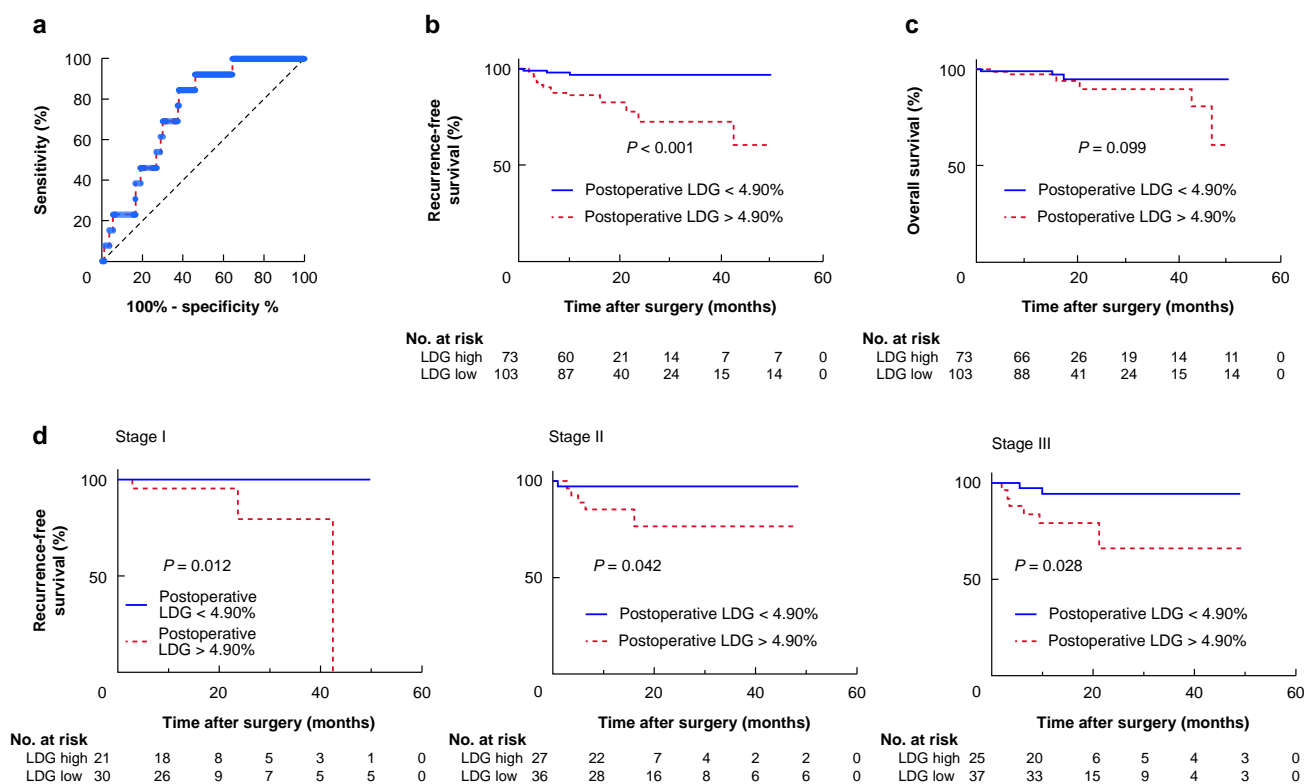 a
Sensitivity (%)
100
80
60
40
20
0
20 40 60 80 100
100% - specificity %
b
Recurrence-free
survival (%)
100
50
P < 0.001
Postoperative LDG < 4.90%
Postoperative LDG > 4.90%
0 20 40 60
Time after surgery (months)
No. at risk
LDG high 73 60 21 14 7 7 0
LDG low 103 87 40 24 15 14 0
c
Overall survival (%)
100
50
P = 0.099
Postoperative LDG < 4.90%
Postoperative LDG > 4.90%
0 20 40 60
Time after surgery (months)
No. at risk
LDG high 73 66 26 19 14 11 0
LDG low 103 88 41 24 15 14 0
d
Stage I
Recurrence-free
survival (%)
100
50
P = 0.012
Postoperative
LDG < 4.90%
Postoperative
LDG > 4.90%
0 20 40 60
Time after surgery (months)
No. at risk
LDG high 21 18 8 5 3 1 0
LDG low 30 26 9 7 5 5 0
Stage II
100
50
P = 0.042
Postoperative LDG < 4.90%
Postoperative LDG > 4.90%
0 20 40 60
Time after surgery (months)
No. at risk
LDG high 27 22 7 4 2 2 0
LDG low 36 28 16 8 6 6 0
Stage III
100
50
P = 0.028
Postoperative LDG < 4.90%
Postoperative LDG > 4.90%
0 20 40 60
Time after surgery (months)
No. at risk
LDG high 25 20 6 5 4 3 0
LDG low 37 33 15 9 4 3 0